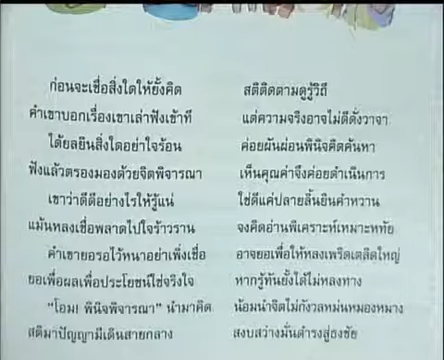 ก่อนจะเชื่อสิ่งใดให้ยั้งคิด สติติดตามดูรู้วิถี
คำเขาบอกเรื่องเขาเล่าฟังเข้าที แต่ความจริงอาจไม่ดีดั่งวาจา
ได้ยลยินสิ่งใดอย่าใจร้อน ค่อยผันผ่อนพินิจคิดค้นหา
ฟังแล้วตรองมองด้วยจิตพิจารณา เห็นคุณค่าจึงค่อยดำเนินการ
เขาว่าดีดีอย่างไรให้รู้แน่ ใช่ดีแค่ปลายลิ้นยินคำหวาน
แม้นหลงเชื่อพลาดไปใจร้าวราน จงคิดอ่านพิเคราะห์เหมาะหทัย
คำเขายอรอไว้หนาอย่าเพิ่งเชื่อ อาจยอเพื่อให้หลงเพริดเตลิดใหญ่
ยอเพื่อผลเพื่อประโยชน์ใช่จริงใจ หากรู้ทันยั้งได้ไม่หลงทาง
"โอม! พินิจพิจารณา" นำมาคิด น้อมนำจิตไม่กังวลหม่นหมองหมาง
สติมาปัญญามีเดินสายกลาง สงบสว่างมั่นดำรงสู่ธงชัย